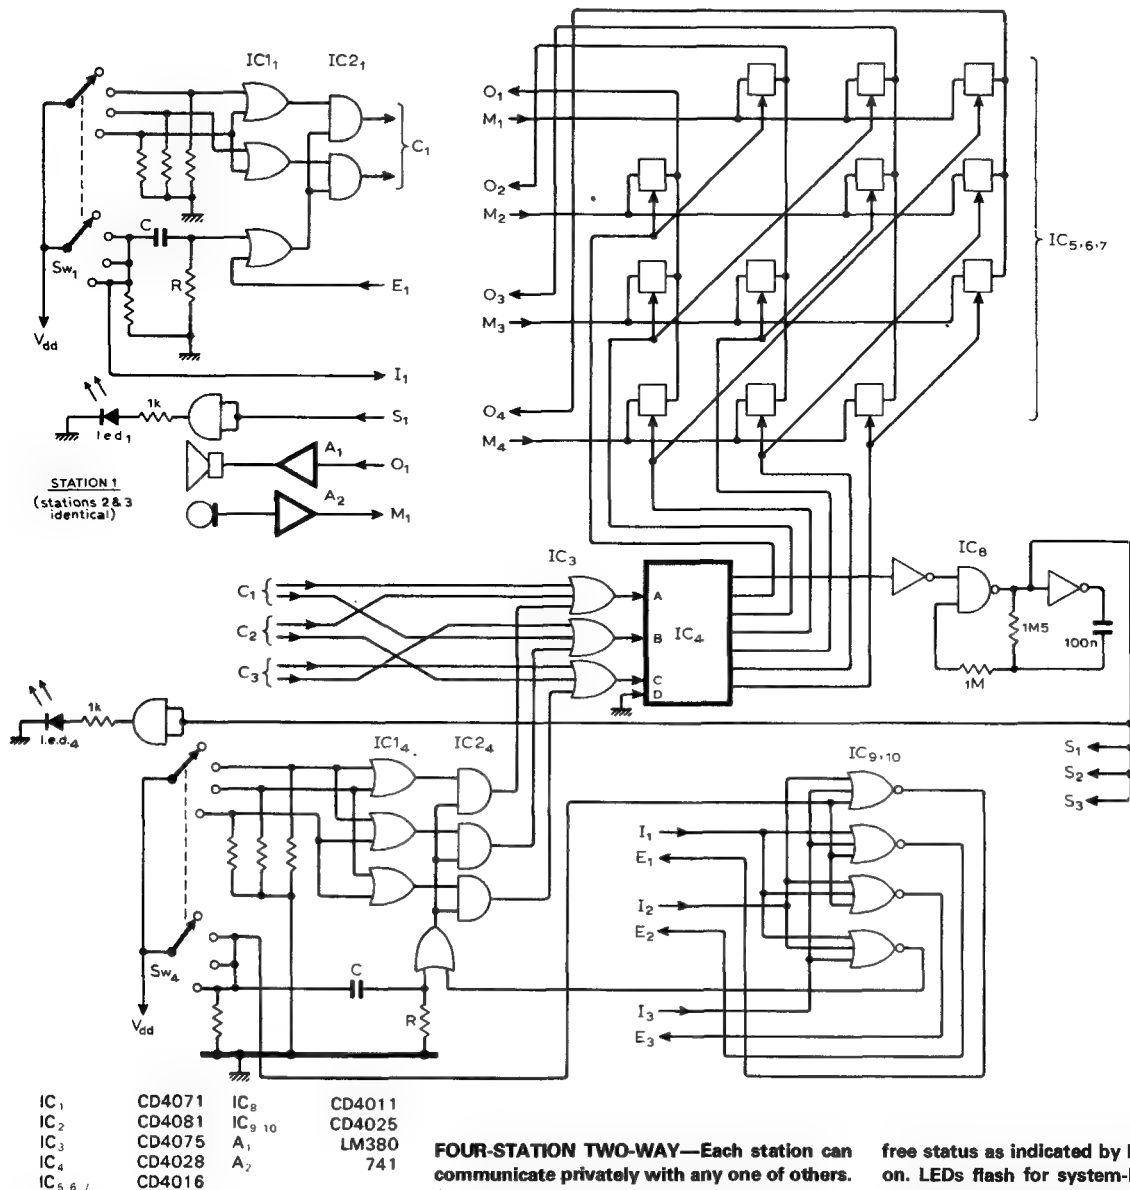 IC1₁ IC2₁
C₁
C
Sw₁
R
E₁
V_dd
I₁
1k
S₁
led₁
A₁
O₁
STATION 1
(stations 2&3
identical)
A₂
M₁
O₁
M₁
O₂
M₂
O₃
M₃
O₄
M₄
IC₅,₆,₇
IC₃
C₁
C₂
C₃
A
B
C
D
IC₄
IC₈
1M5
100n
1M
1k
l.e.d.₄
S₁
S₂
S₃
IC1₄ IC2₄
IC₉,₁₀
I₁
E₁
I₂
E₂
I₃
E₃
Sw₄
C
R
V_dd
IC₁ CD4071 IC₈ CD4011
IC₂ CD4081 IC₉ ₁₀ CD4025
IC₃ CD4075 A₁ LM380
IC₄ CD4028 A₂ 741
IC₅ ₆ ₇ CD4016
FOUR-STATION TWO-WAY—Each station can
communicate privately with any one of others.
free status as indicated by
on. LEDs flash for system-